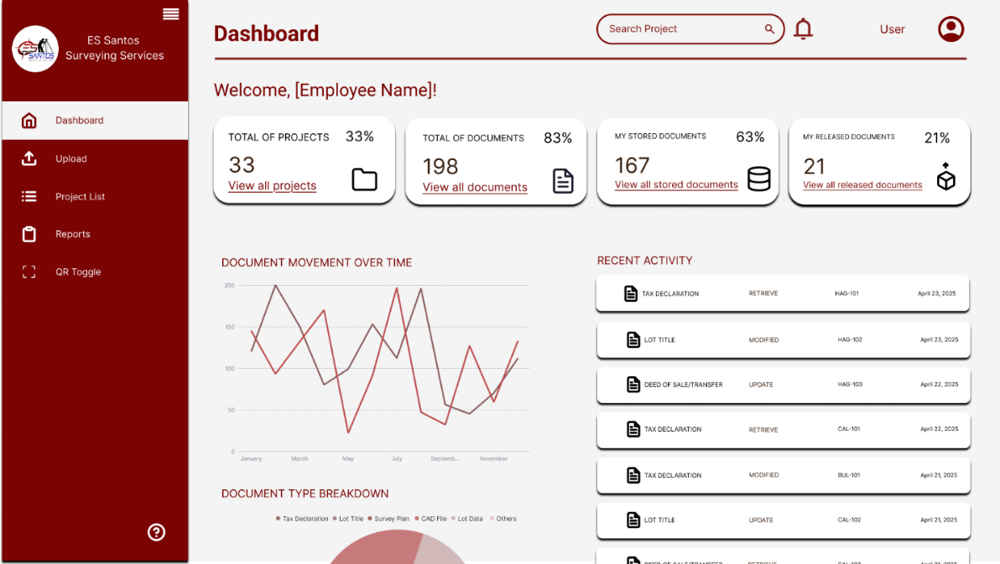 ES
SANTOS
ES Santos
Surveying Services
Dashboard
Upload
Project List
Reports
QR Toggle
Dashboard
Search Project
User
Welcome, [Employee Name]!
TOTAL OF PROJECTS 33%
33
View all projects
TOTAL OF DOCUMENTS 83%
198
View all documents
MY STORED DOCUMENTS 63%
167
View all stored documents
MY RELEASED DOCUMENTS 21%
21
View all released documents
DOCUMENT MOVEMENT OVER TIME
200
150
100
50
0
January March May July Septemb... November
DOCUMENT TYPE BREAKDOWN
Tax Declaration Lot Title Survey Plan CAD File Lot Data Others
RECENT ACTIVITY
TAX DECLARATION RETRIEVE HAG-101 April 23, 2025
LOT TITLE MODIFIED HAG-102 April 23, 2025
DEED OF SALE/TRANSFER UPDATE HAG-103 April 22, 2025
TAX DECLARATION RETRIEVE CAL-101 April 22, 2025
TAX DECLARATION MODIFIED BUL-101 April 21, 2025
LOT TITLE UPDATE CAL-102 April 21, 2025